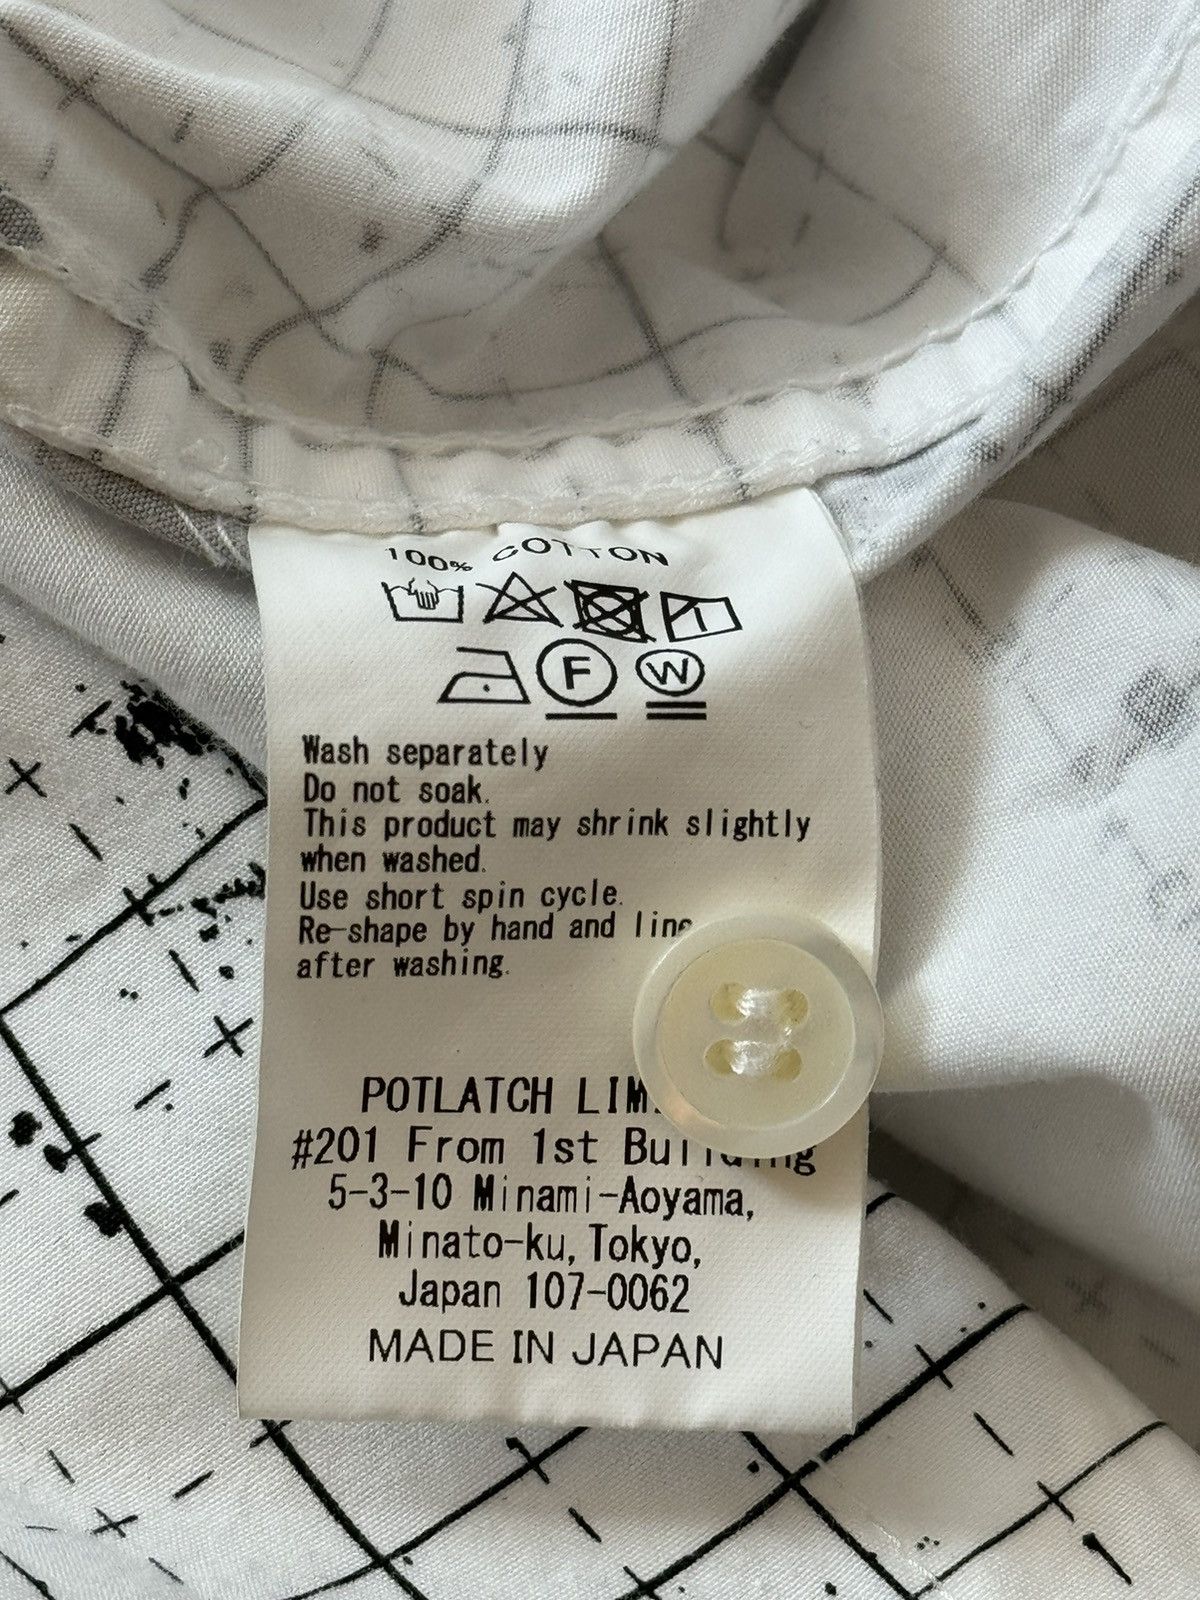 100% COTTON
F W
Wash separately
Do not soak.
This product may shrink slightly
when washed.
Use short spin cycle.
Re-shape by hand and line
after washing.
POTLATCH
#201 From 1st Building
5-3-10 Minami-Aoyama,
Minato-ku, Tokyo,
Japan 107-0062
MADE IN JAPAN